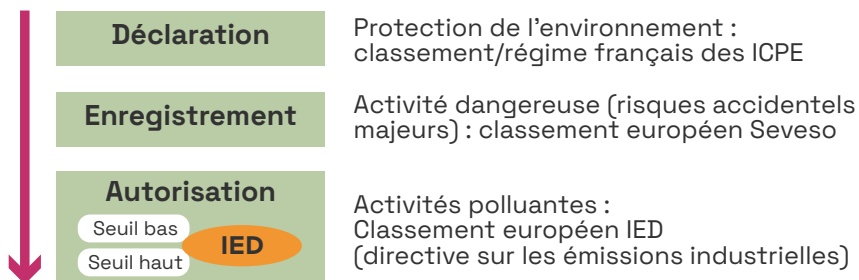 Déclaration
Protection de l'environnement :
classement/régime français des ICPE
Enregistrement
Activité dangereuse (risques accidentels
majeurs) : classement européen Seveso
Autorisation
Seuil bas
IED
Seuil haut
Activités polluantes :
Classement européen IED
(directive sur les émissions industrielles)